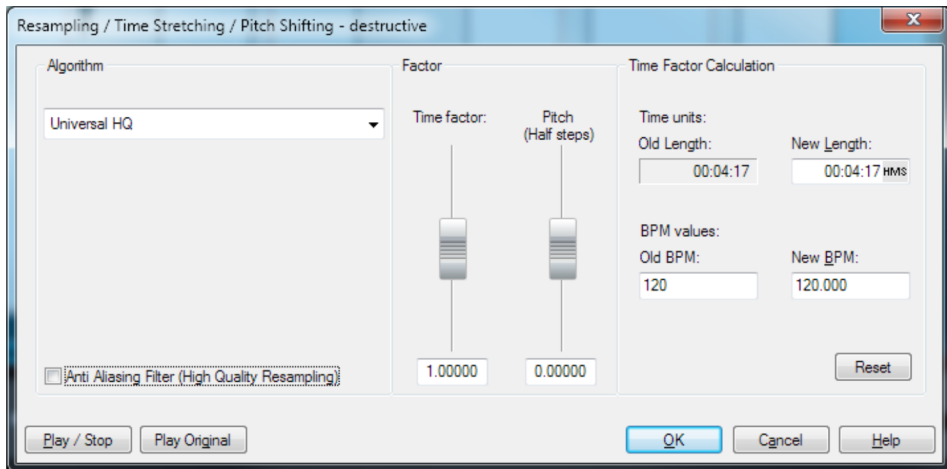 Resampling / Time Stretching / Pitch Shifting - destructive
Algorithm
Universal HQ
Anti Aliasing Filter (High Quality Resampling)
Factor
Time factor:
Pitch
(Half steps)
1.00000
0.00000
Time Factor Calculation
Time units:
Old Length:
New Length:
00:04:17
00:04:17 HMS
BPM values:
Old BPM:
New BPM:
120
120.000
Reset
Play / Stop
Play Original
OK
Cancel
Help